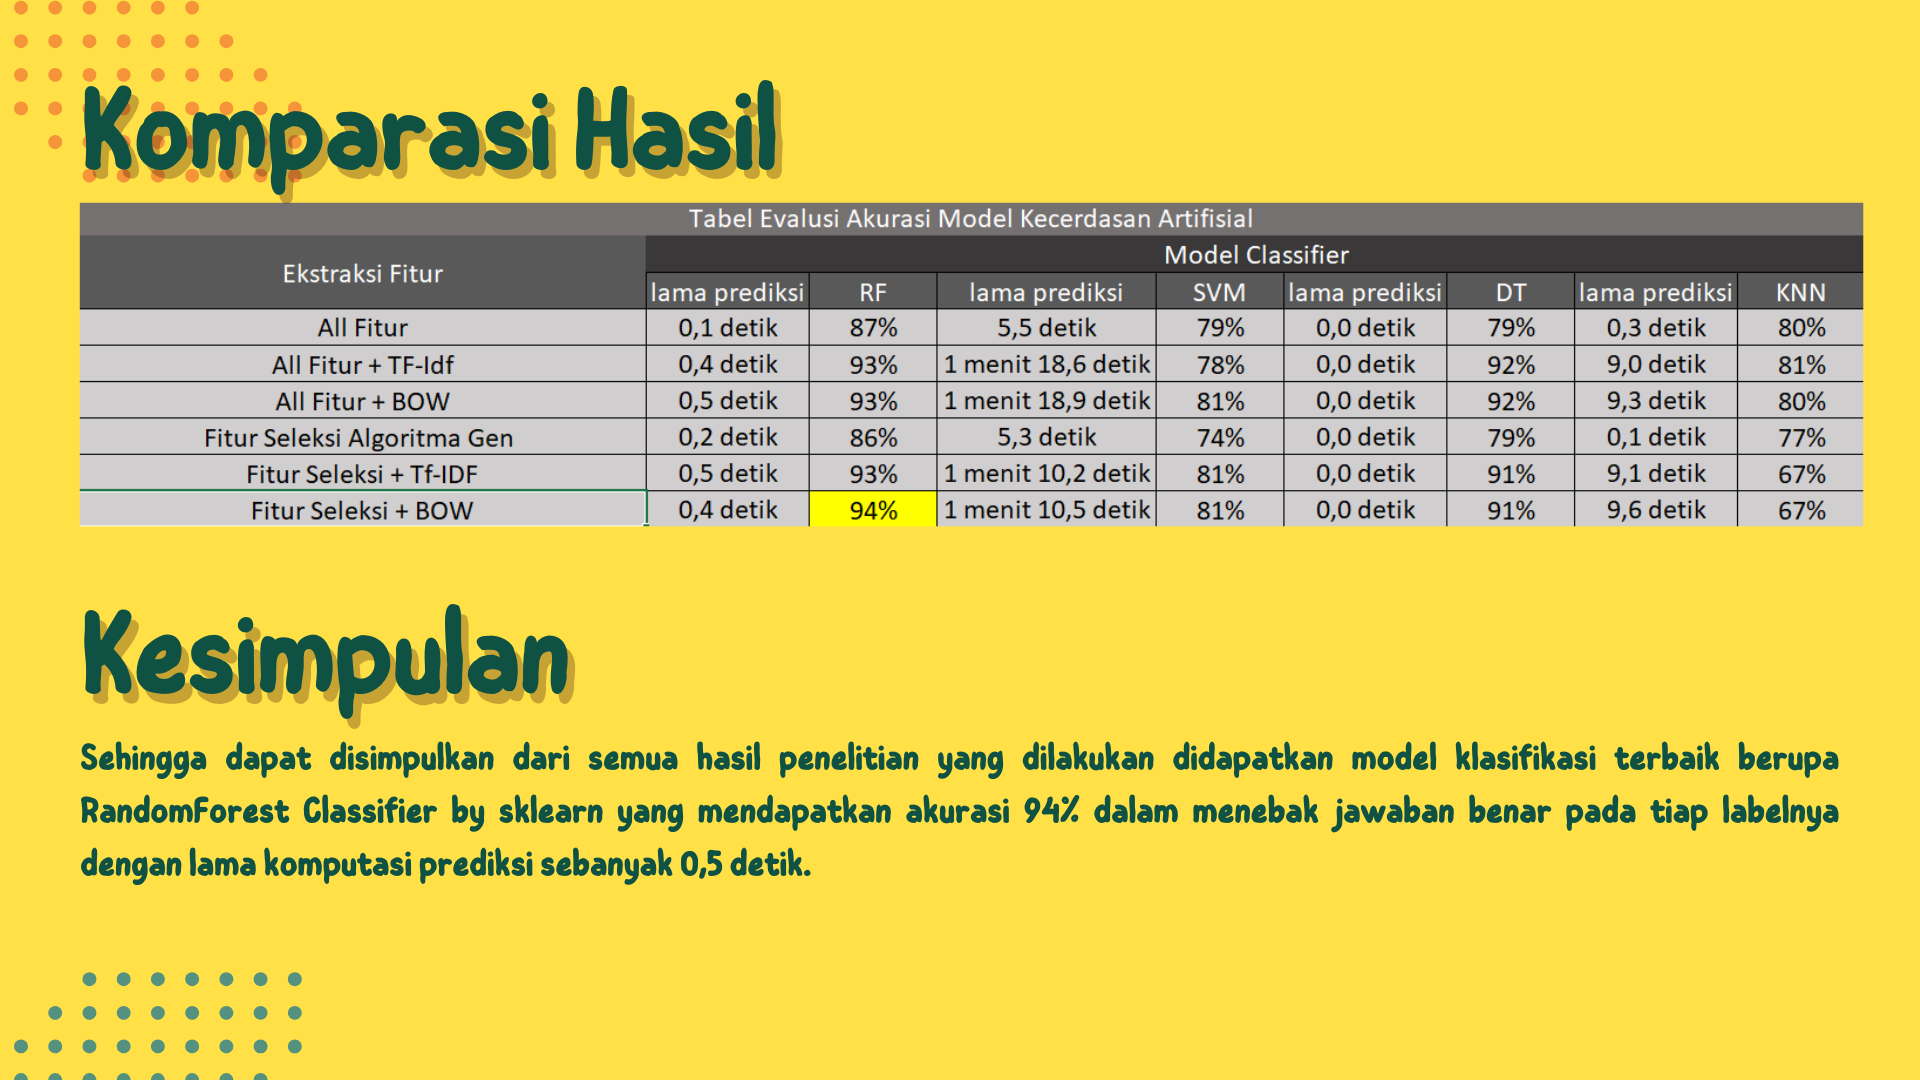 Komparasi Hasil
Tabel Evalusi Akurasi Model Kecerdasan Artifisial
Ekstraksi Fitur Model Classifier
lama prediksi RF lama prediksi SVM lama prediksi DT lama prediksi KNN
All Fitur 0,1 detik 87% 5,5 detik 79% 0,0 detik 79% 0,3 detik 80%
All Fitur + TF-Idf 0,4 detik 93% 1 menit 18,6 detik 78% 0,0 detik 92% 9,0 detik 81%
All Fitur + BOW 0,5 detik 93% 1 menit 18,9 detik 81% 0,0 detik 92% 9,3 detik 80%
Fitur Seleksi Algoritma Gen 0,2 detik 86% 5,3 detik 74% 0,0 detik 79% 0,1 detik 77%
Fitur Seleksi + Tf-IDF 0,5 detik 93% 1 menit 10,2 detik 81% 0,0 detik 91% 9,1 detik 67%
Fitur Seleksi + BOW 0,4 detik 94% 1 menit 10,5 detik 81% 0,0 detik 91% 9,6 detik 67%
Kesimpulan
Sehingga dapat disimpulkan dari semua hasil penelitian yang dilakukan didapatkan model klasifikasi terbaik berupa
RandomForest Classifier by sklearn yang mendapatkan akurasi 94% dalam menebak jawaban benar pada tiap labelnya
dengan lama komputasi prediksi sebanyak 0,5 detik.